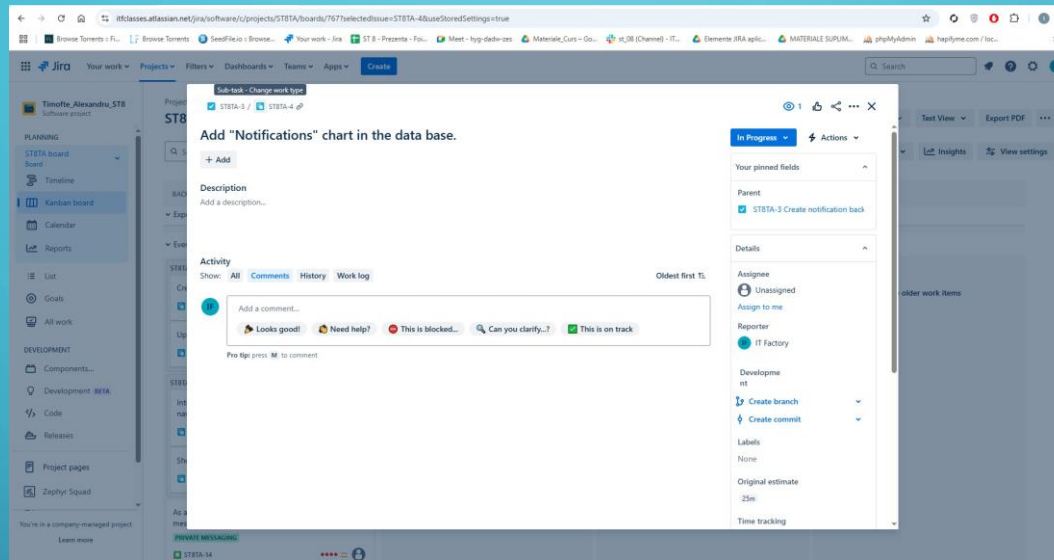 itfclasses.atlassian.net/jira/software/c/projects/ST8TA/boards/767?selectedIssue=ST8TA-4&useStoredSettings=true
Browse Torrents :: Fi... Browse Torrents SeedFile.io :: Browse... Your work - Jira ST 8 - Prezenta - Foi... Meet - hyg-dadw-zes Materiale_Curs – Go... st_08 (Channel) - IT... Elemente JIRA aplic... MATERIALE SUPLIM... phpMyAdmin hapifyme.com / loc...
Jira Your work Projects Filters Dashboards Teams Apps Create Search
Sub-task - Change work type
Timofte_Alexandru_ST8
Software project
PLANNING
ST8TA board
Board
Timeline
Kanban board
Calendar
Reports
List
Goals
All work
DEVELOPMENT
Components...
Development BETA
Code
Releases
Project pages
Zephyr Squad
You're in a company-managed project
Learn more
ST8TA-3 / ST8TA-4
1
Add "Notifications" chart in the data base.
+ Add
Description
Add a description...
Activity
Show: All Comments History Work log Oldest first
Add a comment...
Looks good! Need help? This is blocked... Can you clarify...? This is on track
Pro tip: press M to comment
In Progress Actions
Your pinned fields
Parent
ST8TA-3 Create notification back
Details
Assignee
Unassigned
Assign to me
Reporter
IT Factory
Developme
nt
Create branch
Create commit
Labels
None
Original estimate
25m
Time tracking
Test View Export PDF
Insights View settings
older work items
PRIVATE MESSAGING
ST8TA-14